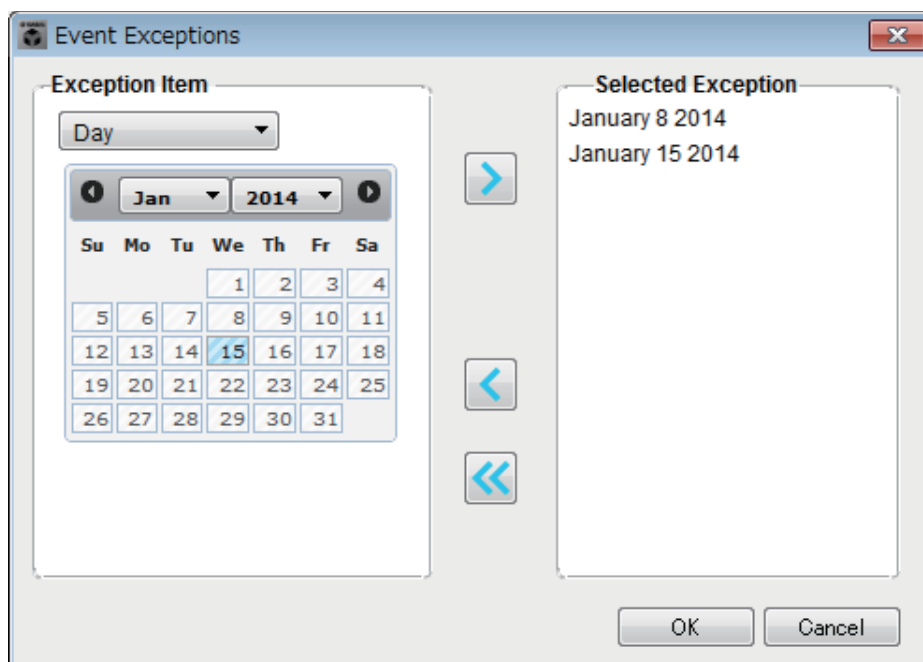 Event Exceptions
Exception Item
Day
Jan 2014
Su Mo Tu We Th Fr Sa
1 2 3 4
5 6 7 8 9 10 11
12 13 14 15 16 17 18
19 20 21 22 23 24 25
26 27 28 29 30 31
Selected Exception
January 8 2014
January 15 2014
OK Cancel